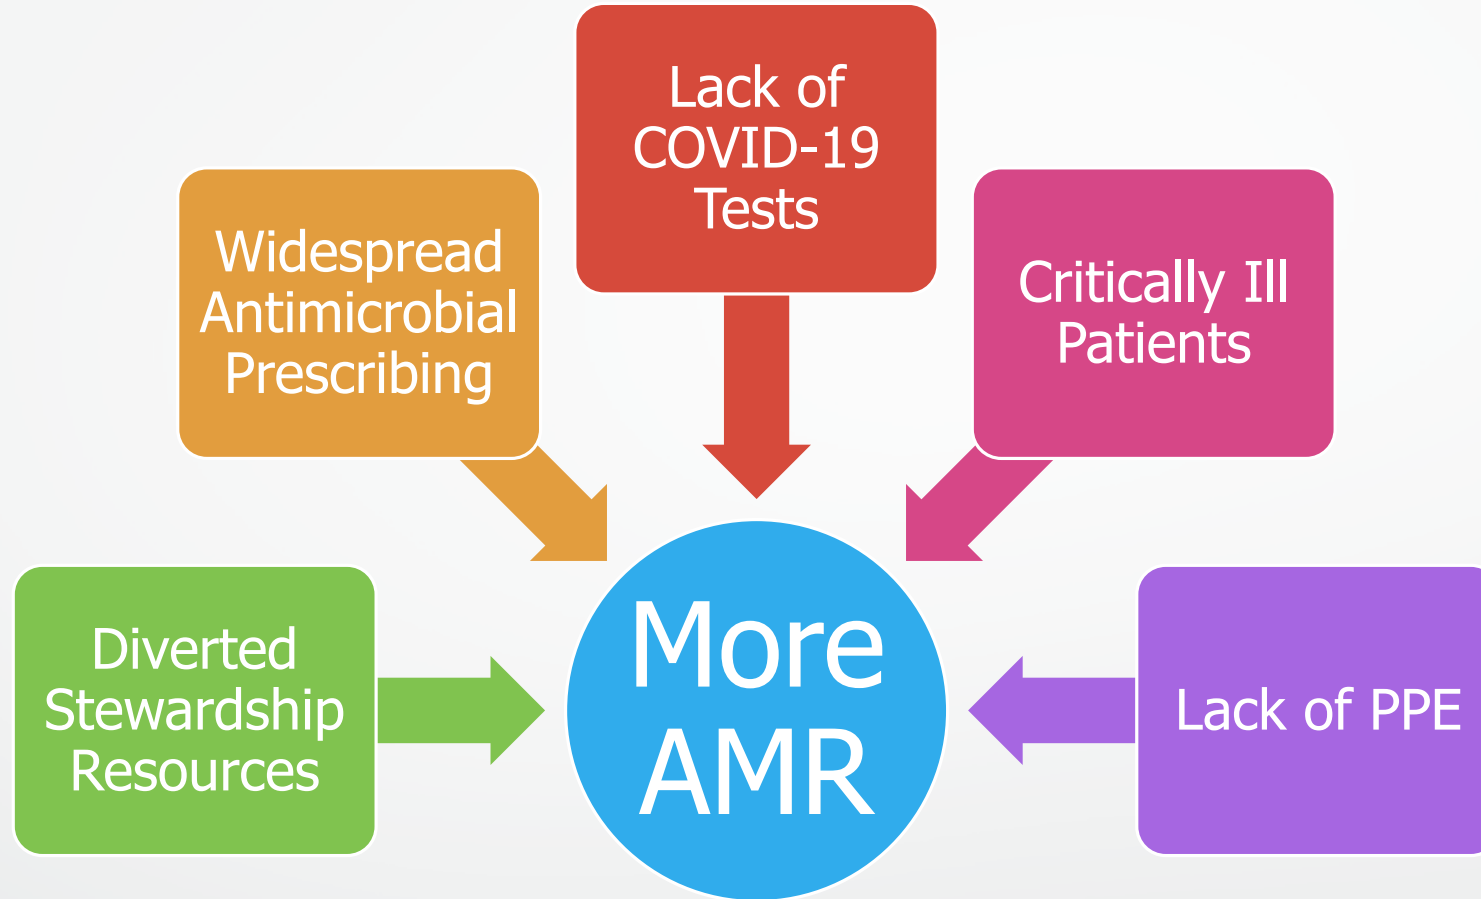 Lack of
COVID-19
Tests
Widespread
Antimicrobial
Prescribing
Critically Ill
Patients
Diverted
Stewardship
Resources
More
AMR
Lack of PPE